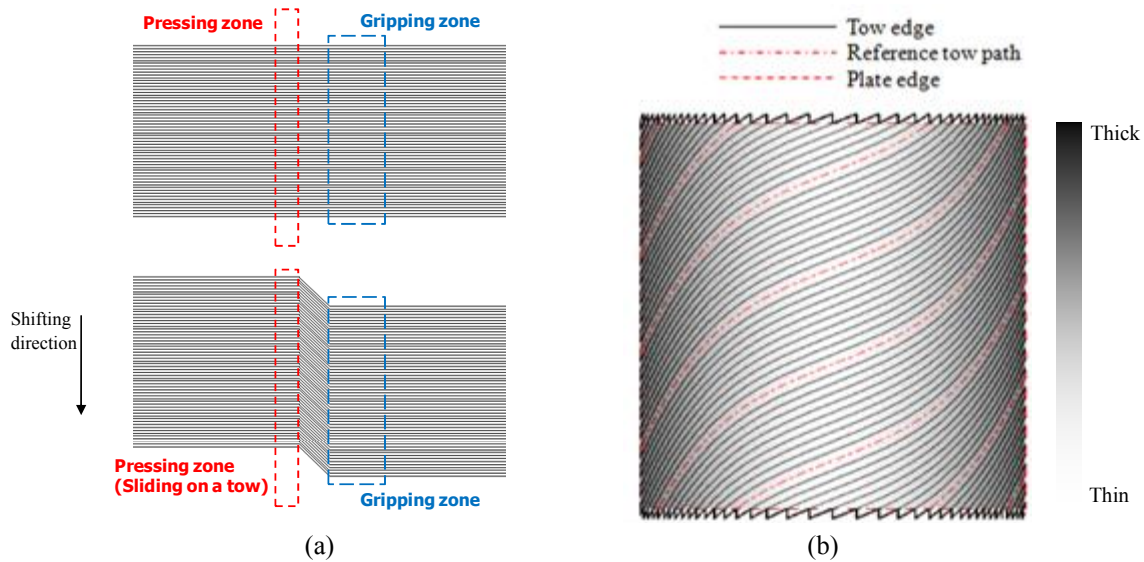 Pressing zone
Gripping zone
Shifting
direction
Pressing zone
(Sliding on a tow)
Gripping zone
(a)
Tow edge
Reference tow path
Plate edge
Thick
Thin
(b)